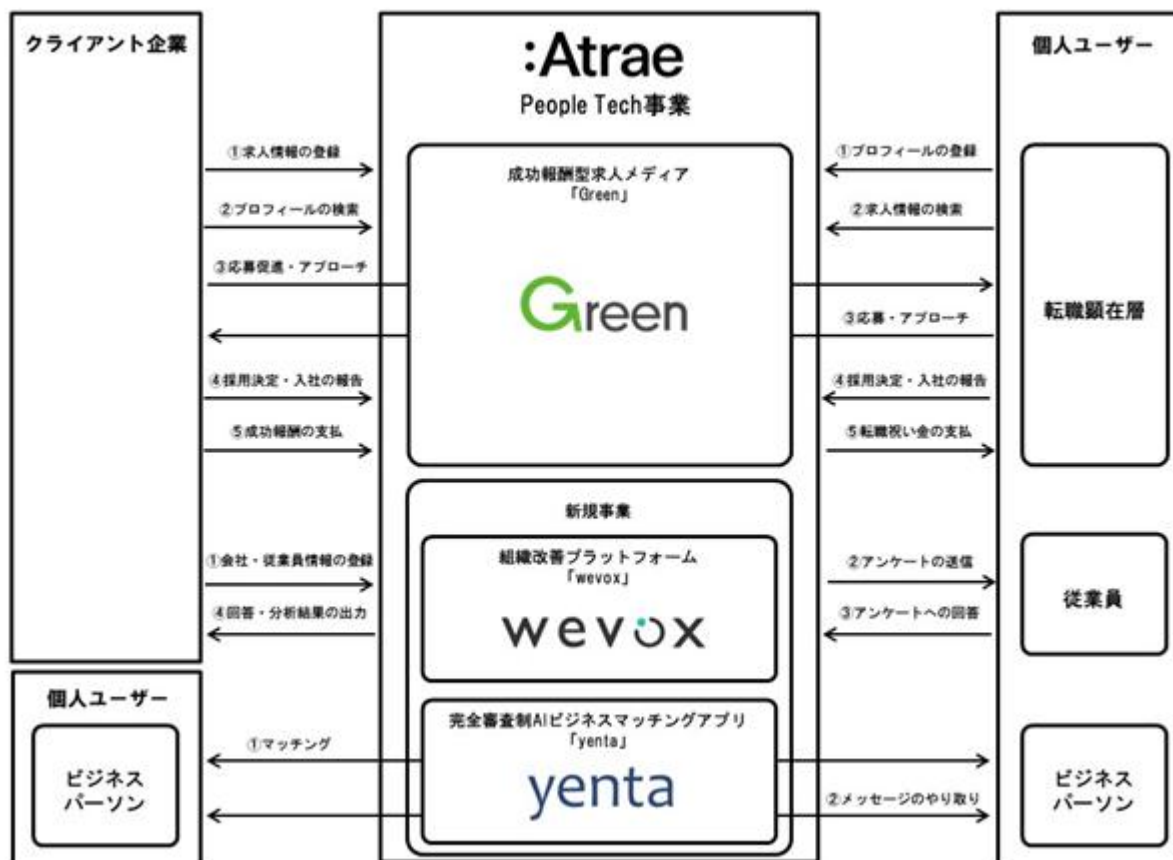 クライアント企業
:Atrae
People Tech事業
個人ユーザー
①求人情報の登録
②プロフィールの検索
③応募促進・アプローチ
④採用決定・入社の報告
⑤成功報酬の支払
成功報酬型求人メディア
「Green」
Green
①プロフィールの登録
②求人情報の検索
③応募・アプローチ
④採用決定・入社の報告
⑤転職祝い金の支払
転職顕在層
新規事業
①会社・従業員情報の登録
④回答・分析結果の出力
組織改善プラットフォーム
「wevox」
wevox
②アンケートの送信
③アンケートへの回答
従業員
個人ユーザー
ビジネス
パーソン
①マッチング
完全審査制AIビジネスマッチングアプリ
「yenta」
yenta
②メッセージのやり取り
ビジネス
パーソン